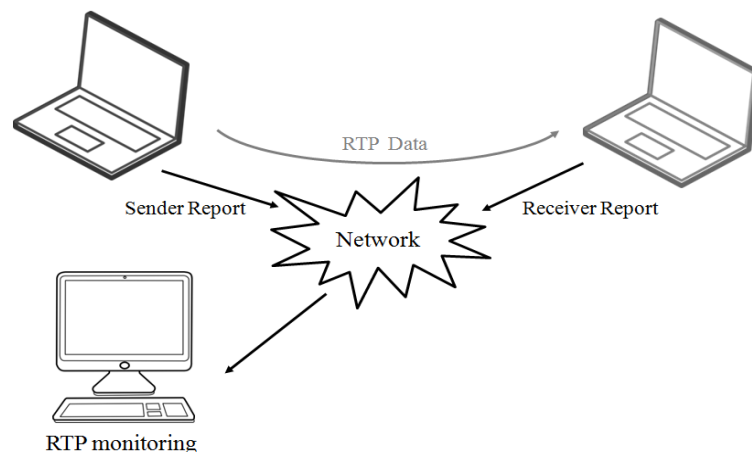 RTP Data
Sender Report
Receiver Report
Network
RTP monitoring